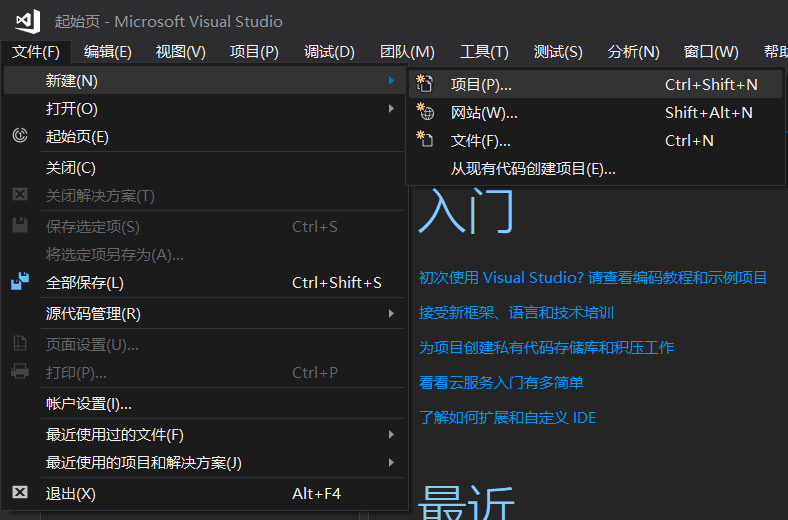 起始页 - Microsoft Visual Studio
文件(F) 编辑(E) 视图(V) 项目(P) 调试(D) 团队(M) 工具(T) 测试(S) 分析(N) 窗口(W) 帮助
新建(N)
打开(O)
起始页(E)
关闭(C)
关闭解决方案(T)
保存选定项(S) Ctrl+S
将选定项另存为(A)...
全部保存(L) Ctrl+Shift+S
源代码管理(R)
页面设置(U)...
打印(P)... Ctrl+P
帐户设置(I)...
最近使用过的文件(F)
最近使用的项目和解决方案(J)
退出(X) Alt+F4
项目(P)... Ctrl+Shift+N
网站(W)... Shift+Alt+N
文件(F)... Ctrl+N
从现有代码创建项目(E)...
入门
初次使用 Visual Studio? 请查看编码教程和示例项目
接受新框架、语言和技术培训
为项目创建私有代码存储库和积压工作
看看云服务入门有多简单
了解如何扩展和自定义 IDE
最近